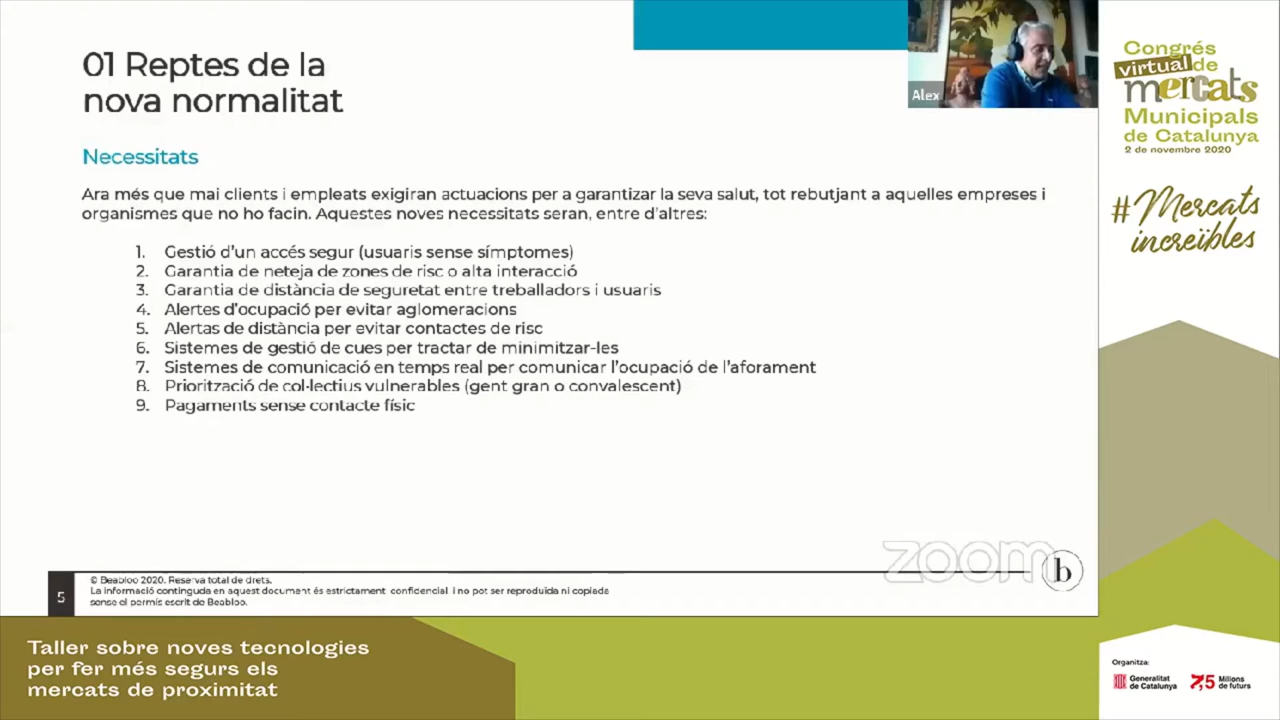 01 Reptes de la
nova normalitat
Necessitats
Ara més que mai clients i empleats exigiran actuacions per a garantizar la seva salut, tot rebutjant a aquelles empreses i
organismes que no ho facin. Aquestes noves necessitats seran, entre d'altres:
1. Gestió d'un accés segur (usuaris sense símptomes)
2. Garantia de neteja de zones de risc o alta interacció
3. Garantia de distància de seguretat entre treballadors i usuaris
4. Alertes d'ocupació per evitar aglomeracions
5. Alertas de distància per evitar contactes de risc
6. Sistemes de gestió de cues per tractar de minimitzar-les
7. Sistemes de comunicació en temps real per comunicar l'ocupació de l'aforament
8. Priorització de col·lectius vulnerables (gent gran o convalescent)
9. Pagaments sense contacte físic
zoom
b
5
© Beabloo 2020. Reserva total de drets.
La informació continguda en aquest document és estrictament confidencial i no pot ser reproduïda ni copiada
sense el permís escrit de Beabloo.
Alex
Congrés
virtual de
mercats
Municipals
de Catalunya
2 de novembre 2020
#Mercats
increïbles
Taller sobre noves tecnologies
per fer més segurs els
mercats de proximitat
Organitza:
Generalitat
de Catalunya
7,5 Milions
de futurs